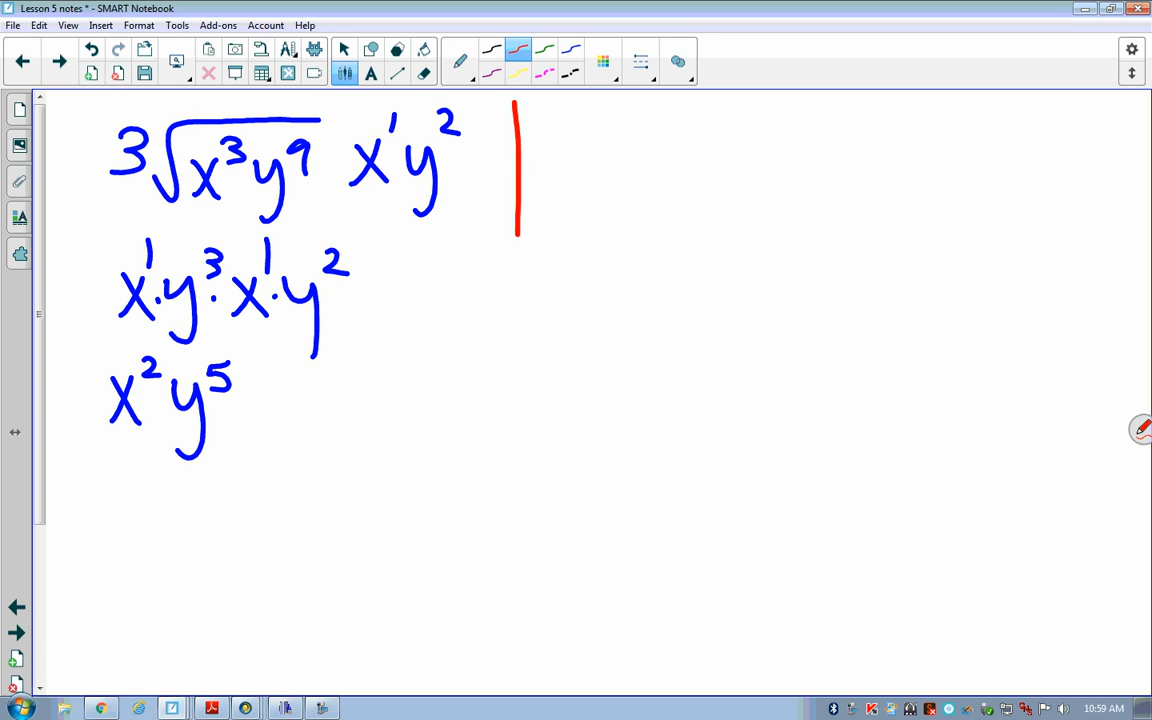 Lesson 5 notes * - SMART Notebook
File Edit View Insert Format Tools Add-ons Account Help
3√x³y⁹ x¹y²
x¹·y³·x¹·y²
x²y⁵
10:59 AM